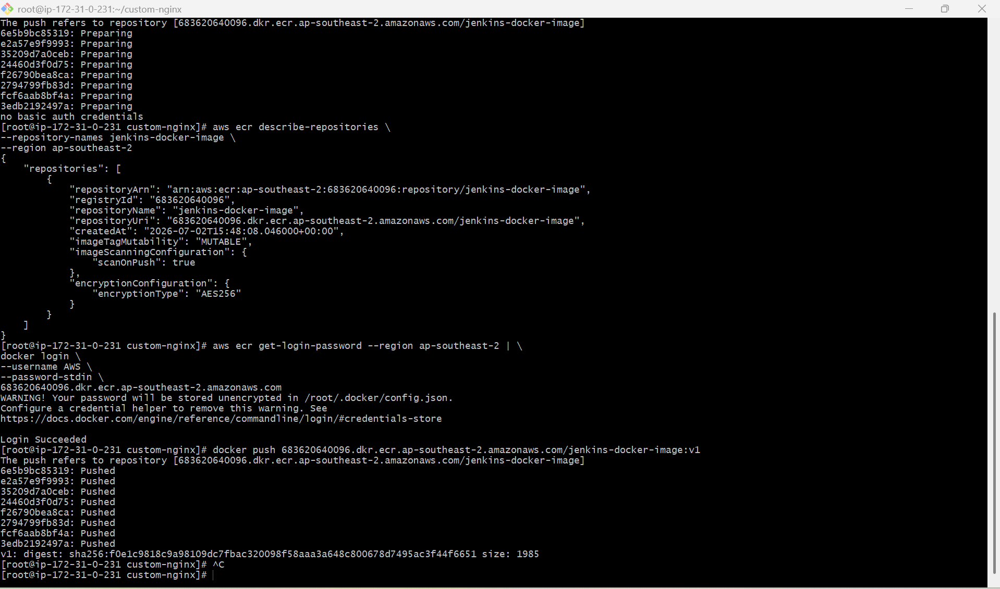 root@ip-172-31-0-231:~/custom-nginx
The push refers to repository [683620640096.dkr.ecr.ap-southeast-2.amazonaws.com/jenkins-docker-image]
6e5b9bc85319: Preparing
e2a57e9f9993: Preparing
35209d7a0ceb: Preparing
24460d3f0d75: Preparing
f26790bea8ca: Preparing
2794799fb83d: Preparing
fcf6aab8bf4a: Preparing
3edb2192497a: Preparing
no basic auth credentials
[root@ip-172-31-0-231 custom-nginx]# aws ecr describe-repositories \
--repository-names jenkins-docker-image \
--region ap-southeast-2
{
    "repositories": [
        {
            "repositoryArn": "arn:aws:ecr:ap-southeast-2:683620640096:repository/jenkins-docker-image",
            "registryId": "683620640096",
            "repositoryName": "jenkins-docker-image",
            "repositoryUri": "683620640096.dkr.ecr.ap-southeast-2.amazonaws.com/jenkins-docker-image",
            "createdAt": "2026-07-02T15:48:08.046000+00:00",
            "imageTagMutability": "MUTABLE",
            "imageScanningConfiguration": {
                "scanOnPush": true
            },
            "encryptionConfiguration": {
                "encryptionType": "AES256"
            }
        }
    ]
}
[root@ip-172-31-0-231 custom-nginx]# aws ecr get-login-password --region ap-southeast-2 | \
docker login \
--username AWS \
--password-stdin \
683620640096.dkr.ecr.ap-southeast-2.amazonaws.com
WARNING! Your password will be stored unencrypted in /root/.docker/config.json.
Configure a credential helper to remove this warning. See
https://docs.docker.com/engine/reference/commandline/login/#credentials-store

Login Succeeded
[root@ip-172-31-0-231 custom-nginx]# docker push 683620640096.dkr.ecr.ap-southeast-2.amazonaws.com/jenkins-docker-image:v1
The push refers to repository [683620640096.dkr.ecr.ap-southeast-2.amazonaws.com/jenkins-docker-image]
6e5b9bc85319: Pushed
e2a57e9f9993: Pushed
35209d7a0ceb: Pushed
24460d3f0d75: Pushed
f26790bea8ca: Pushed
2794799fb83d: Pushed
fcf6aab8bf4a: Pushed
3edb2192497a: Pushed
v1: digest: sha256:f0e1c9818c9a98109dc7fbac320098f58aaa3a648c800678d7495ac3f44f6651 size: 1985
[root@ip-172-31-0-231 custom-nginx]# ^C
[root@ip-172-31-0-231 custom-nginx]#